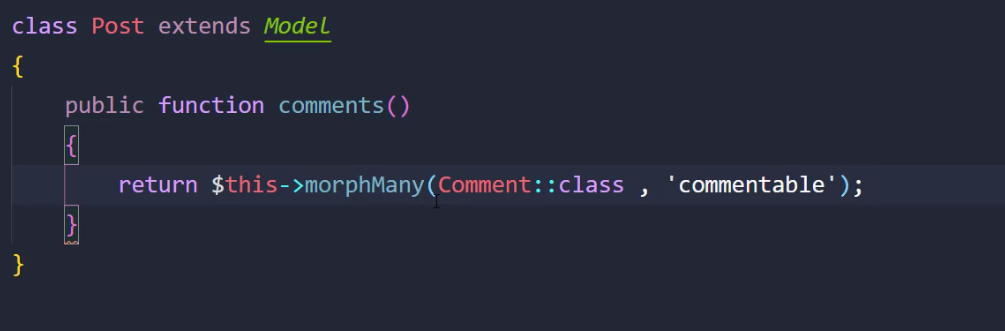 class Post extends Model
{
    public function comments()
    {
        return $this->morphMany(Comment::class , 'commentable');
    }
}